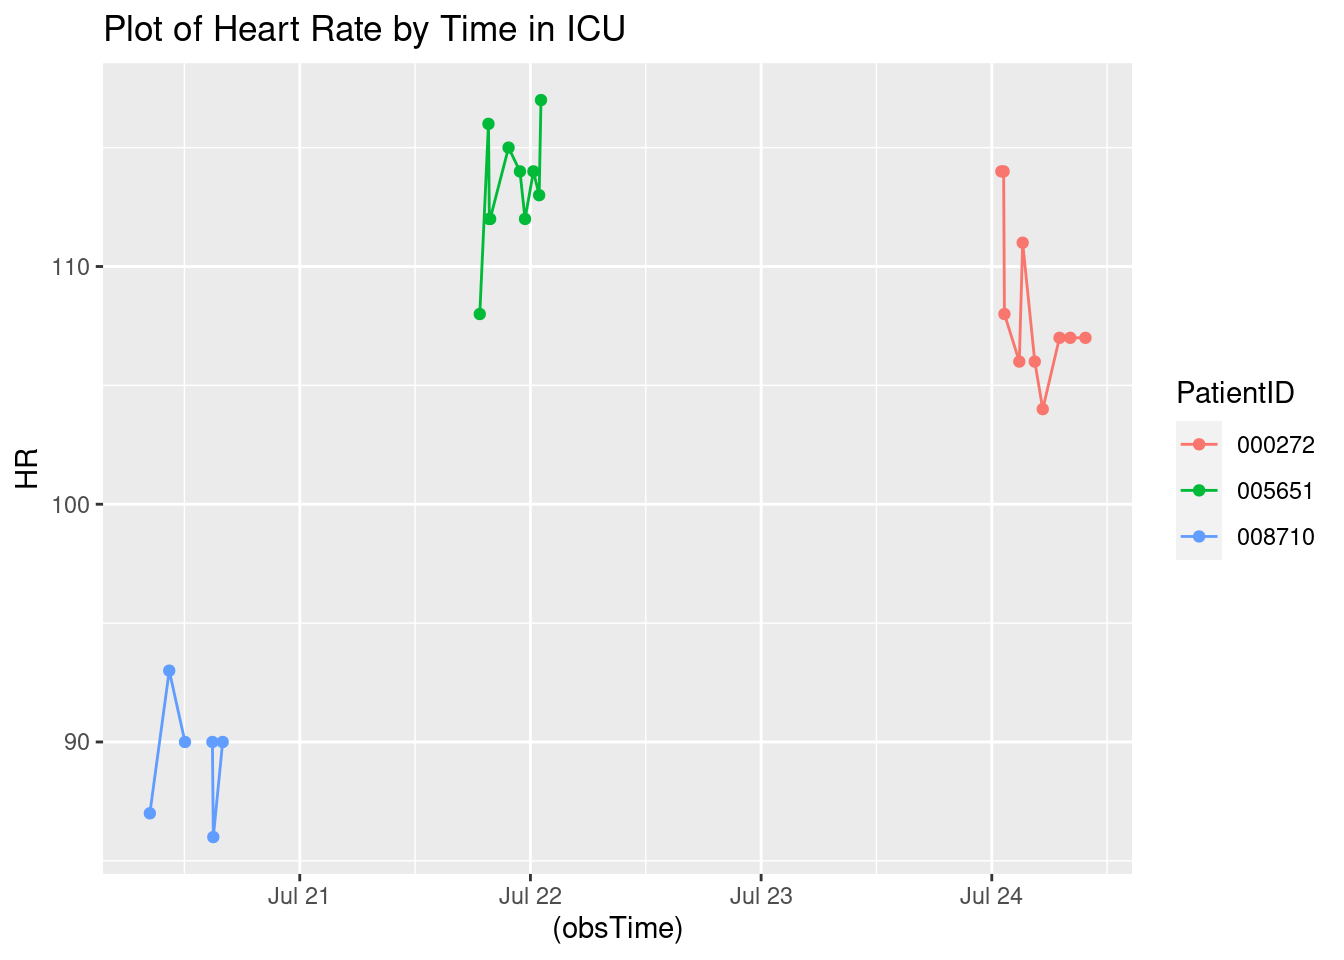 Plot of Heart Rate by Time in ICU
HR
110
100
90
Jul 21
Jul 22
Jul 23
Jul 24
(obsTime)
PatientID
000272
005651
008710